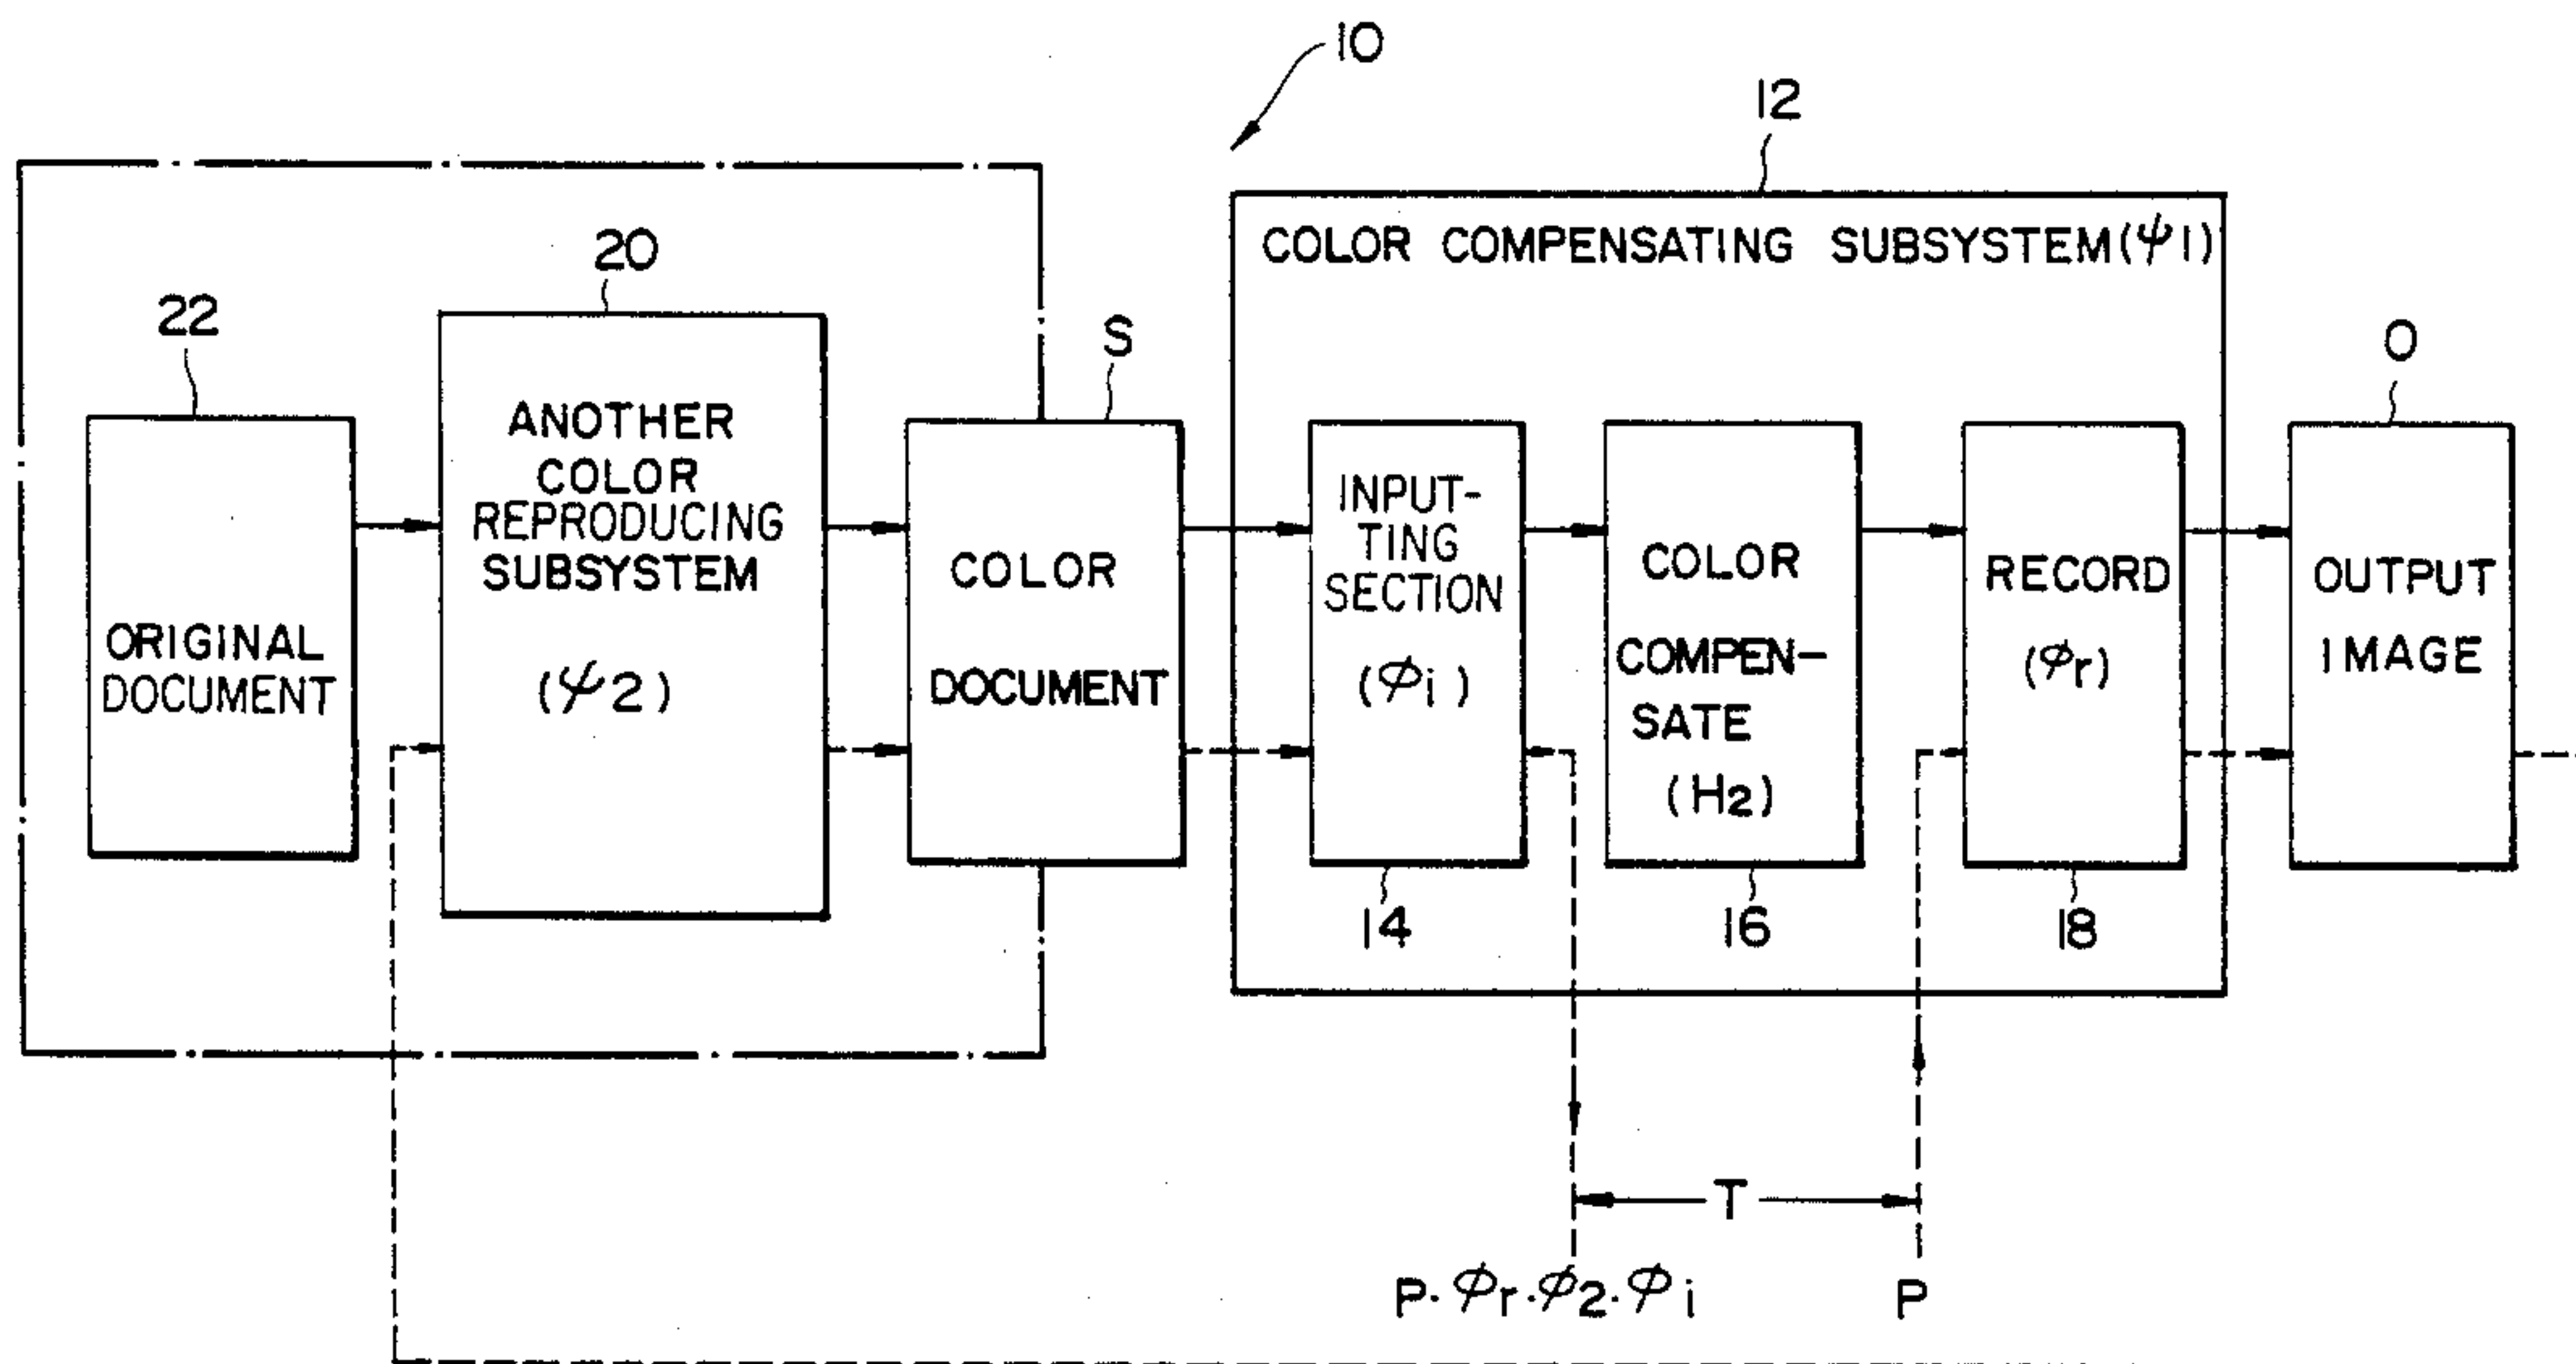 10
12
COLOR COMPENSATING SUBSYSTEM(ψ1)
20
22
S
O
ANOTHER
COLOR
REPRODUCING
SUBSYSTEM
(ψ2)
ORIGINAL
DOCUMENT
COLOR
DOCUMENT
INPUT-
TING
SECTION
(φi)
COLOR
COMPEN-
SATE
(H2)
RECORD
(φr)
OUTPUT
IMAGE
14
16
18
T
P·φr·φ2·φi
P